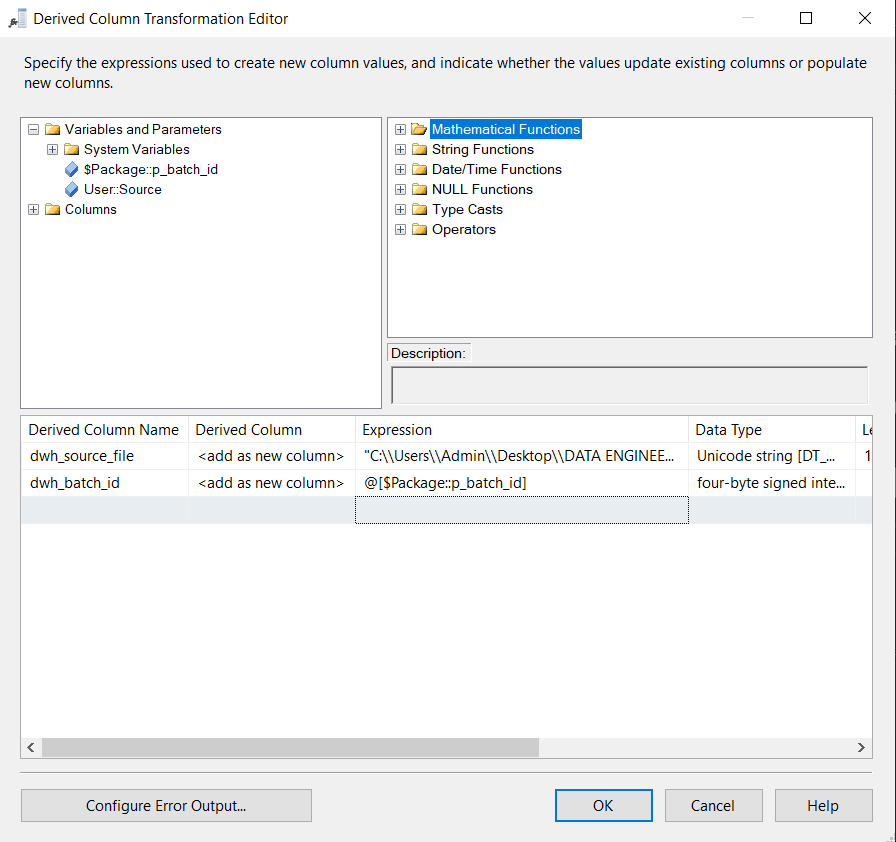 Derived Column Transformation Editor
Specify the expressions used to create new column values, and indicate whether the values update existing columns or populate
new columns.
Variables and Parameters
System Variables
$Package::p_batch_id
User::Source
Columns
Mathematical Functions
String Functions
Date/Time Functions
NULL Functions
Type Casts
Operators
Description:
Derived Column Name Derived Column Expression Data Type Le
dwh_source_file <add as new column> "C:\\Users\\Admin\\Desktop\\DATA ENGINEE... Unicode string [DT_... 1
dwh_batch_id <add as new column> @[$Package::p_batch_id] four-byte signed inte...
Configure Error Output... OK Cancel Help